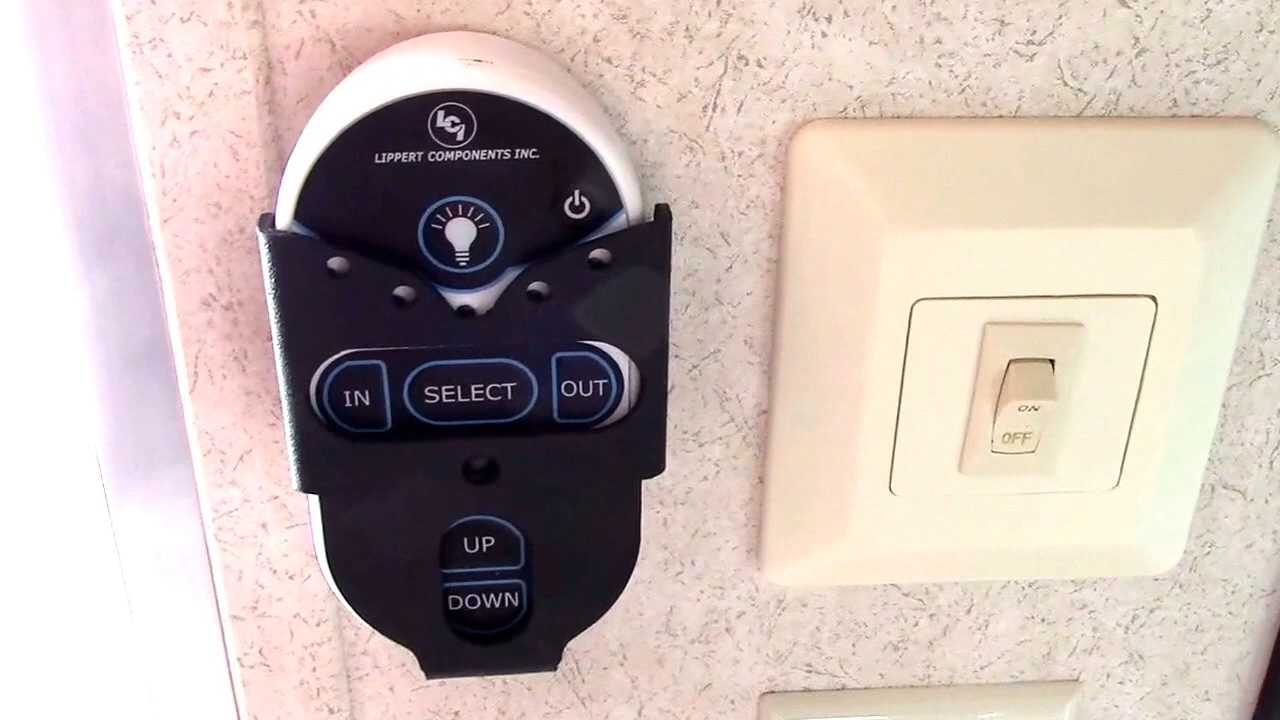 LCI
LIPPERT COMPONENTS INC.
IN SELECT OUT
UP
DOWN
ON
OFF